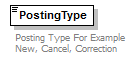 PostingType
Posting Type For Example
New, Cancel, Correction